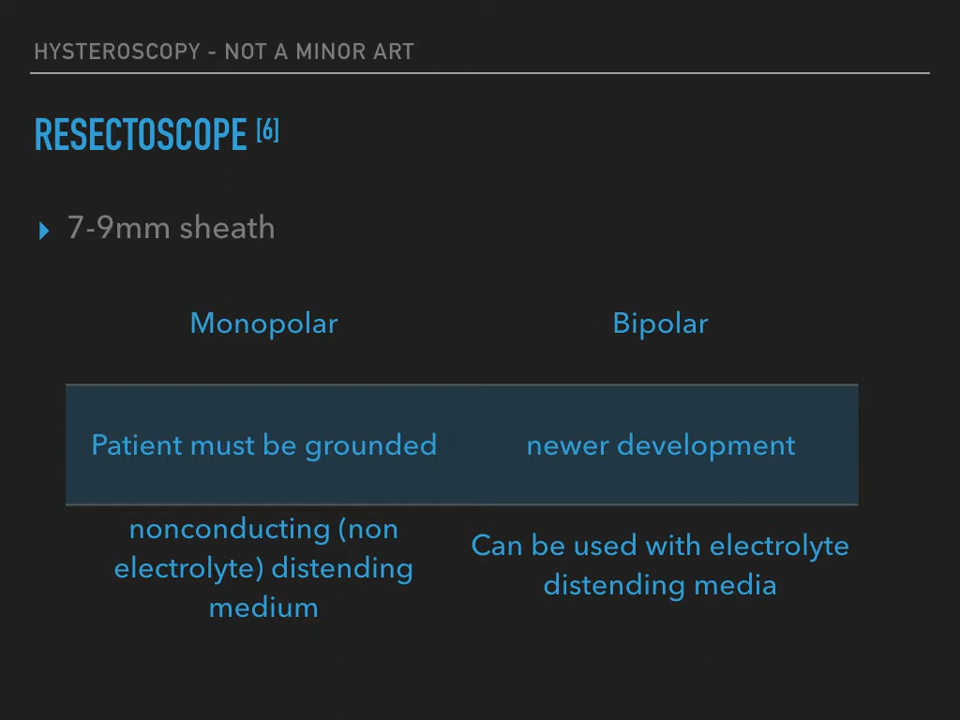 HYSTEROSCOPY - NOT A MINOR ART
RESECTOSCOPE [6]
7-9mm sheath
Monopolar
Bipolar
Patient must be grounded
newer development
nonconducting (non
electrolyte) distending
medium
Can be used with electrolyte
distending media